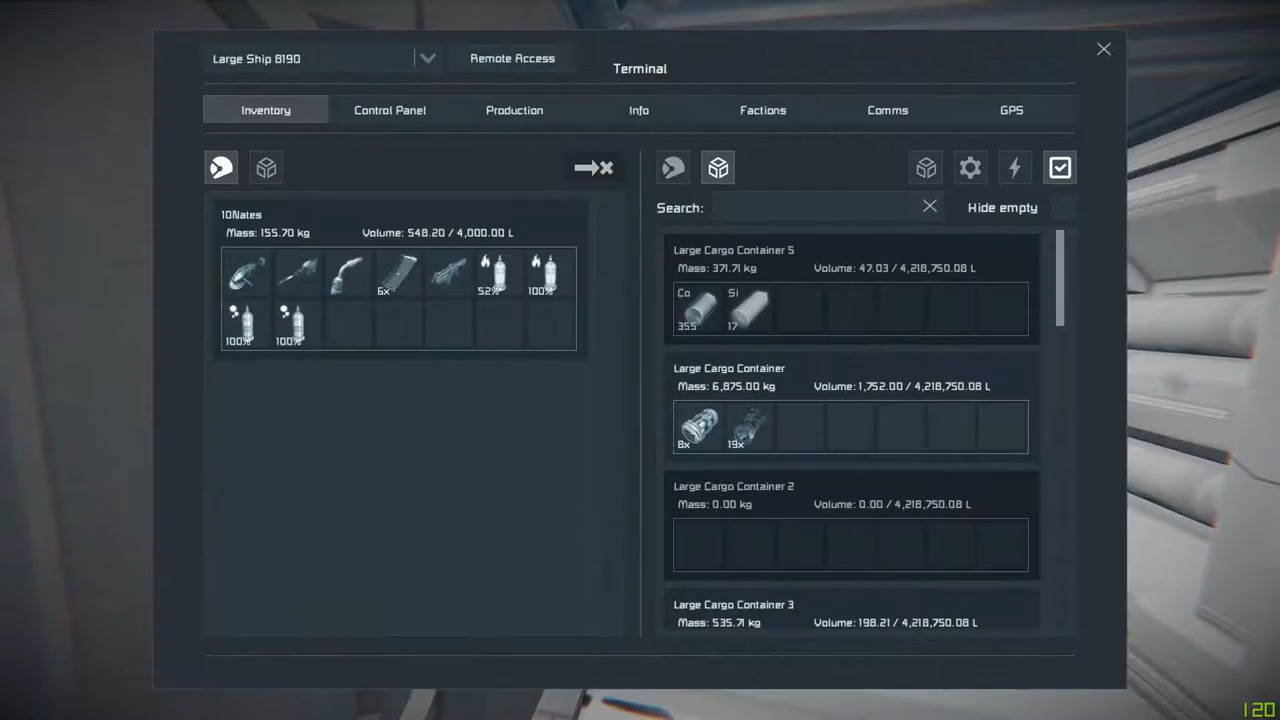 Large Ship 8190
Remote Access
Terminal
Inventory
Control Panel
Production
Info
Factions
Comms
GPS
Search:
Hide empty
10Nates
Mass: 155.70 kg Volume: 548.20 / 4,000.00 L
6x
52%
100%
100%
100%
Large Cargo Container 5
Mass: 371.71 kg Volume: 47.03 / 4,218,750.08 L
Co
Si
355
17
Large Cargo Container
Mass: 6,875.00 kg Volume: 1,752.00 / 4,218,750.08 L
8x
19x
Large Cargo Container 2
Mass: 0.00 kg Volume: 0.00 / 4,218,750.08 L
Large Cargo Container 3
Mass: 535.71 kg Volume: 198.21 / 4,218,750.08 L
120